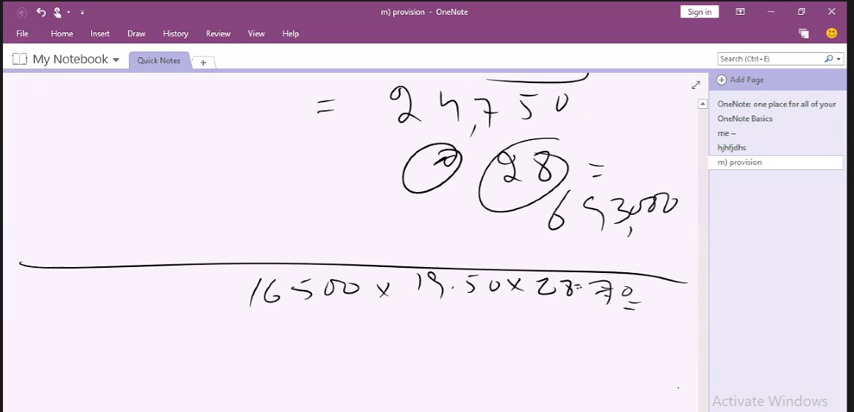 m) provision - OneNote
Sign in
File Home Insert Draw History Review View Help
My Notebook Quick Notes
Search (Ctrl+E)
Add Page
OneNote: one place for all of your
OneNote Basics
me ~
hjhfjdhs
m) provision
= 24,750
28 =
693,000
16500 x 19.50 x 28= 70
Activate Windows